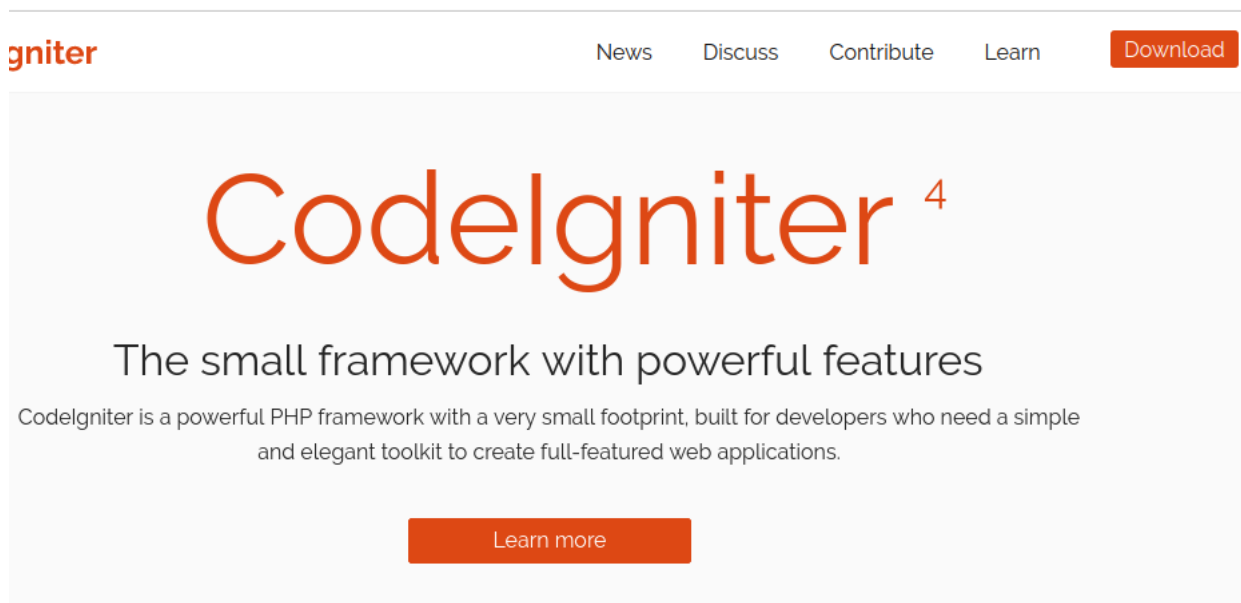 gniter
News Discuss Contribute Learn Download
CodeIgniter 4
The small framework with powerful features
CodeIgniter is a powerful PHP framework with a very small footprint, built for developers who need a simple
and elegant toolkit to create full-featured web applications.
Learn more